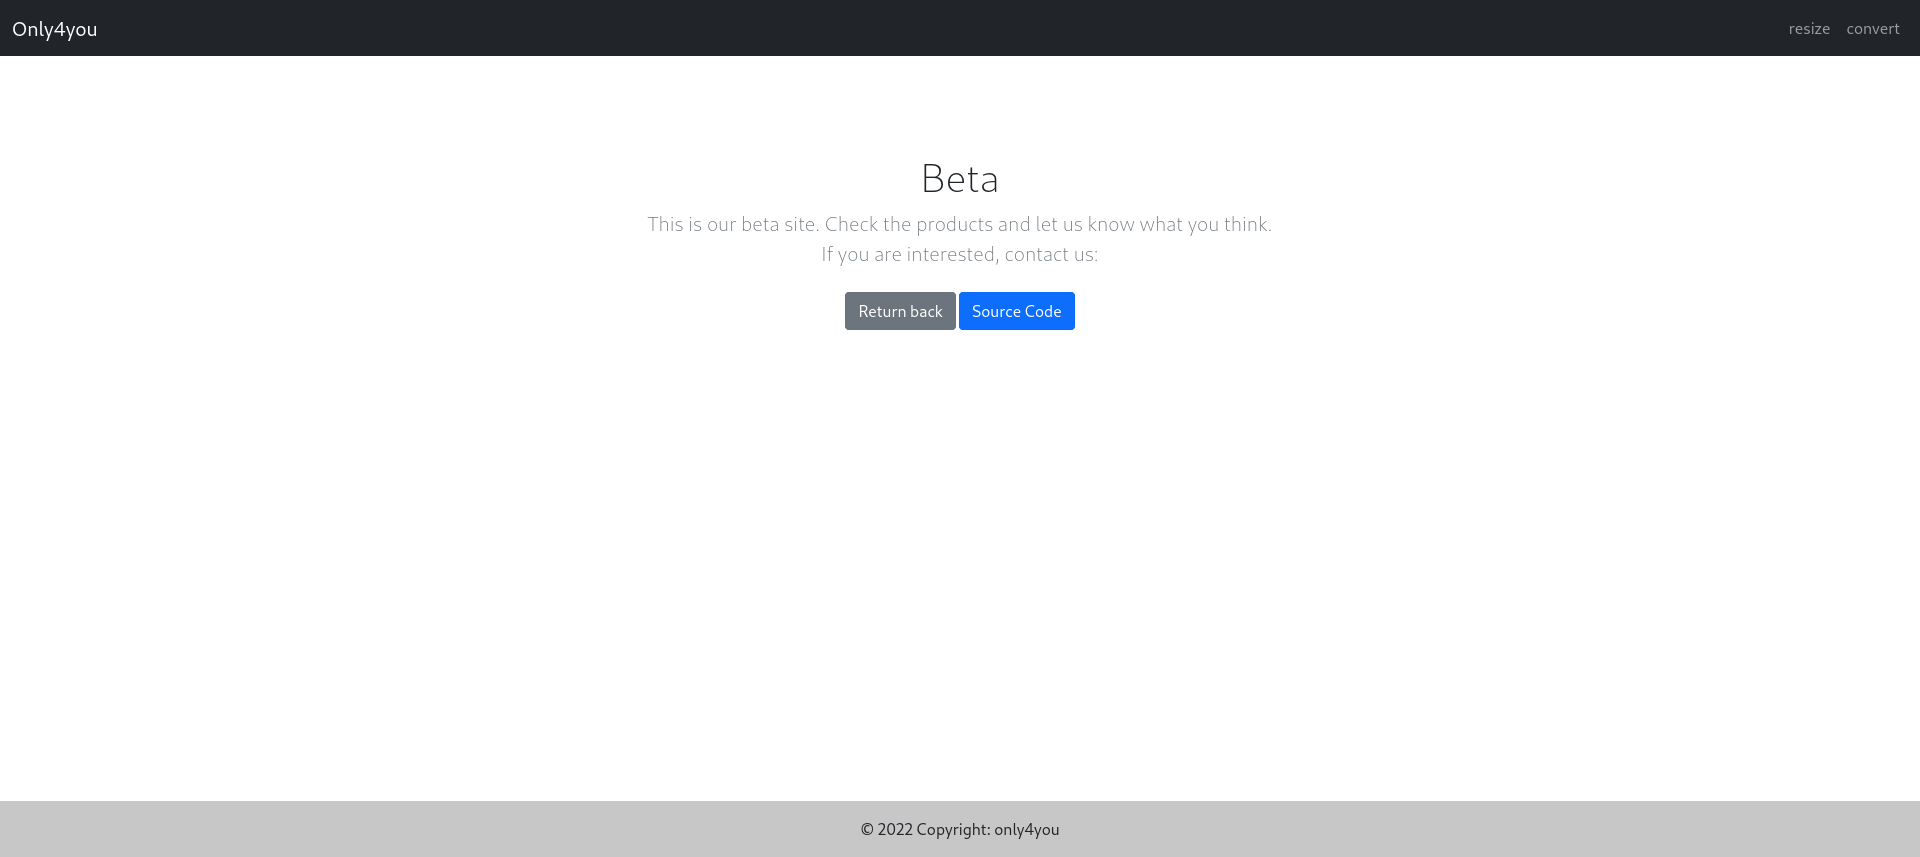 Only4you
resize convert
Beta
This is our beta site. Check the products and let us know what you think.
If you are interested, contact us:
Return back Source Code
© 2022 Copyright: only4you